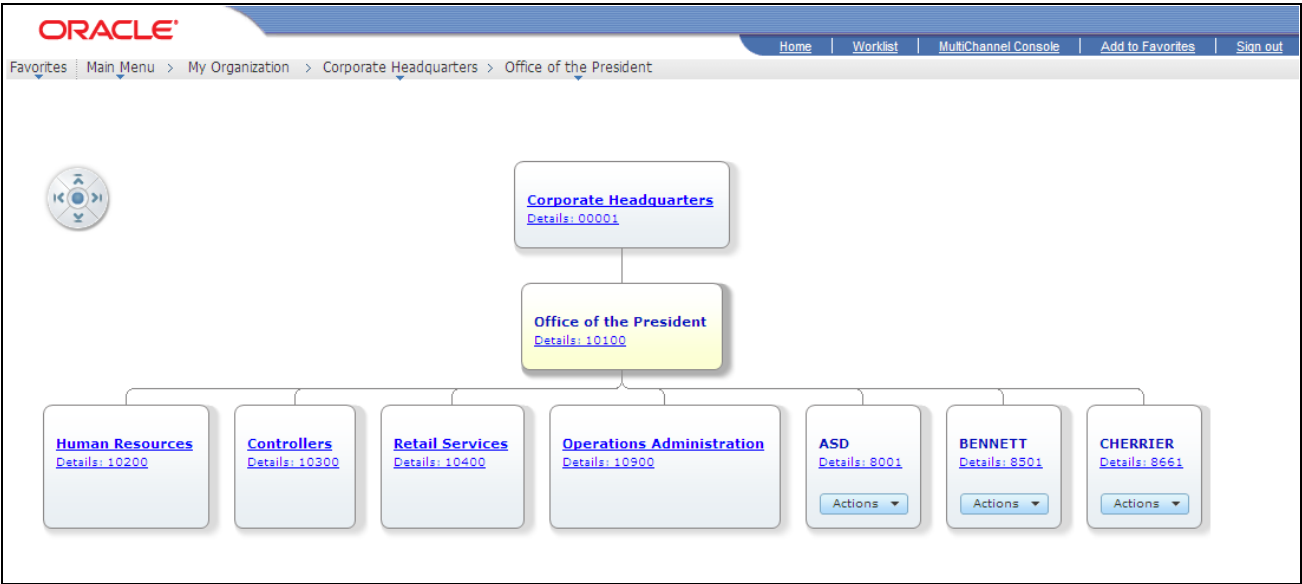 ORACLE®
Home | Worklist | MultiChannel Console | Add to Favorites | Sign out
Favorites Main Menu > My Organization > Corporate Headquarters > Office of the President
Corporate Headquarters
Details: 00001
Office of the President
Details: 10100
Human Resources
Details: 10200
Controllers
Details: 10300
Retail Services
Details: 10400
Operations Administration
Details: 10900
ASD
Details: 8001
Actions
BENNETT
Details: 8501
Actions
CHERRIER
Details: 8661
Actions